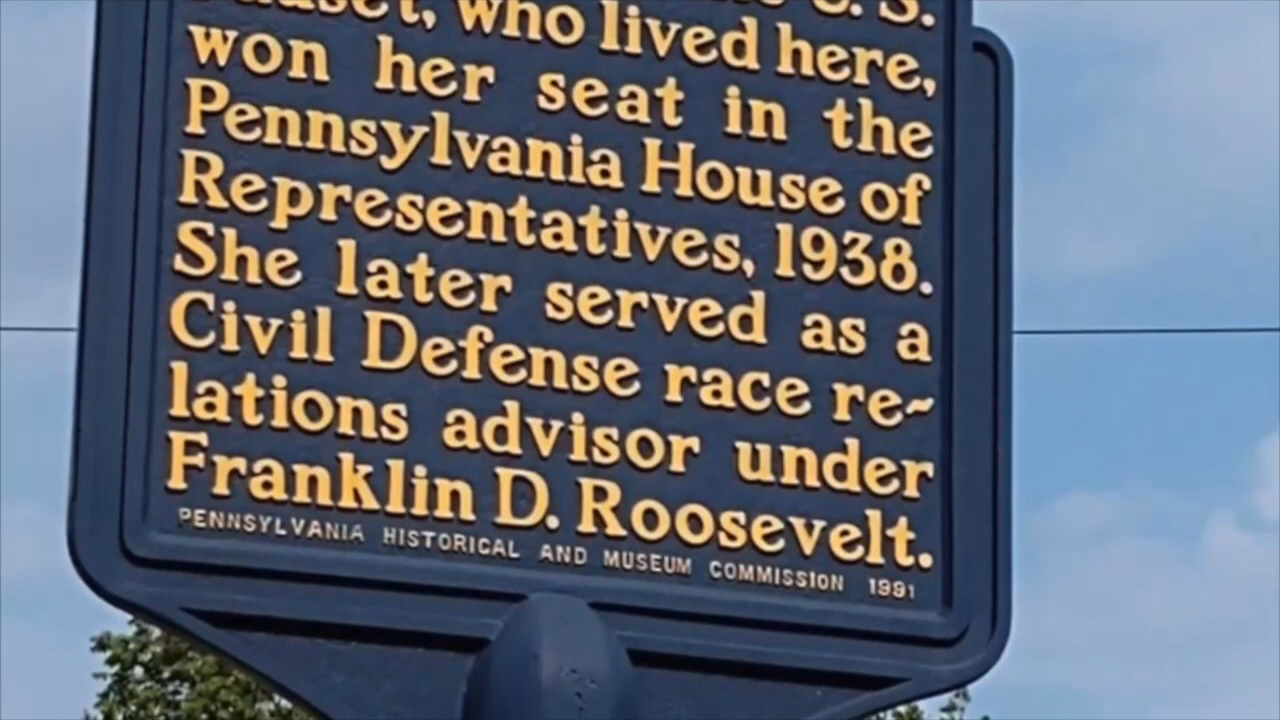 U. S.
Fauset, who lived here,
won her seat in the
Pennsylvania House of
Representatives, 1938.
She later served as a
Civil Defense race re-
lations advisor under
Franklin D. Roosevelt.
PENNSYLVANIA HISTORICAL AND MUSEUM COMMISSION 1991